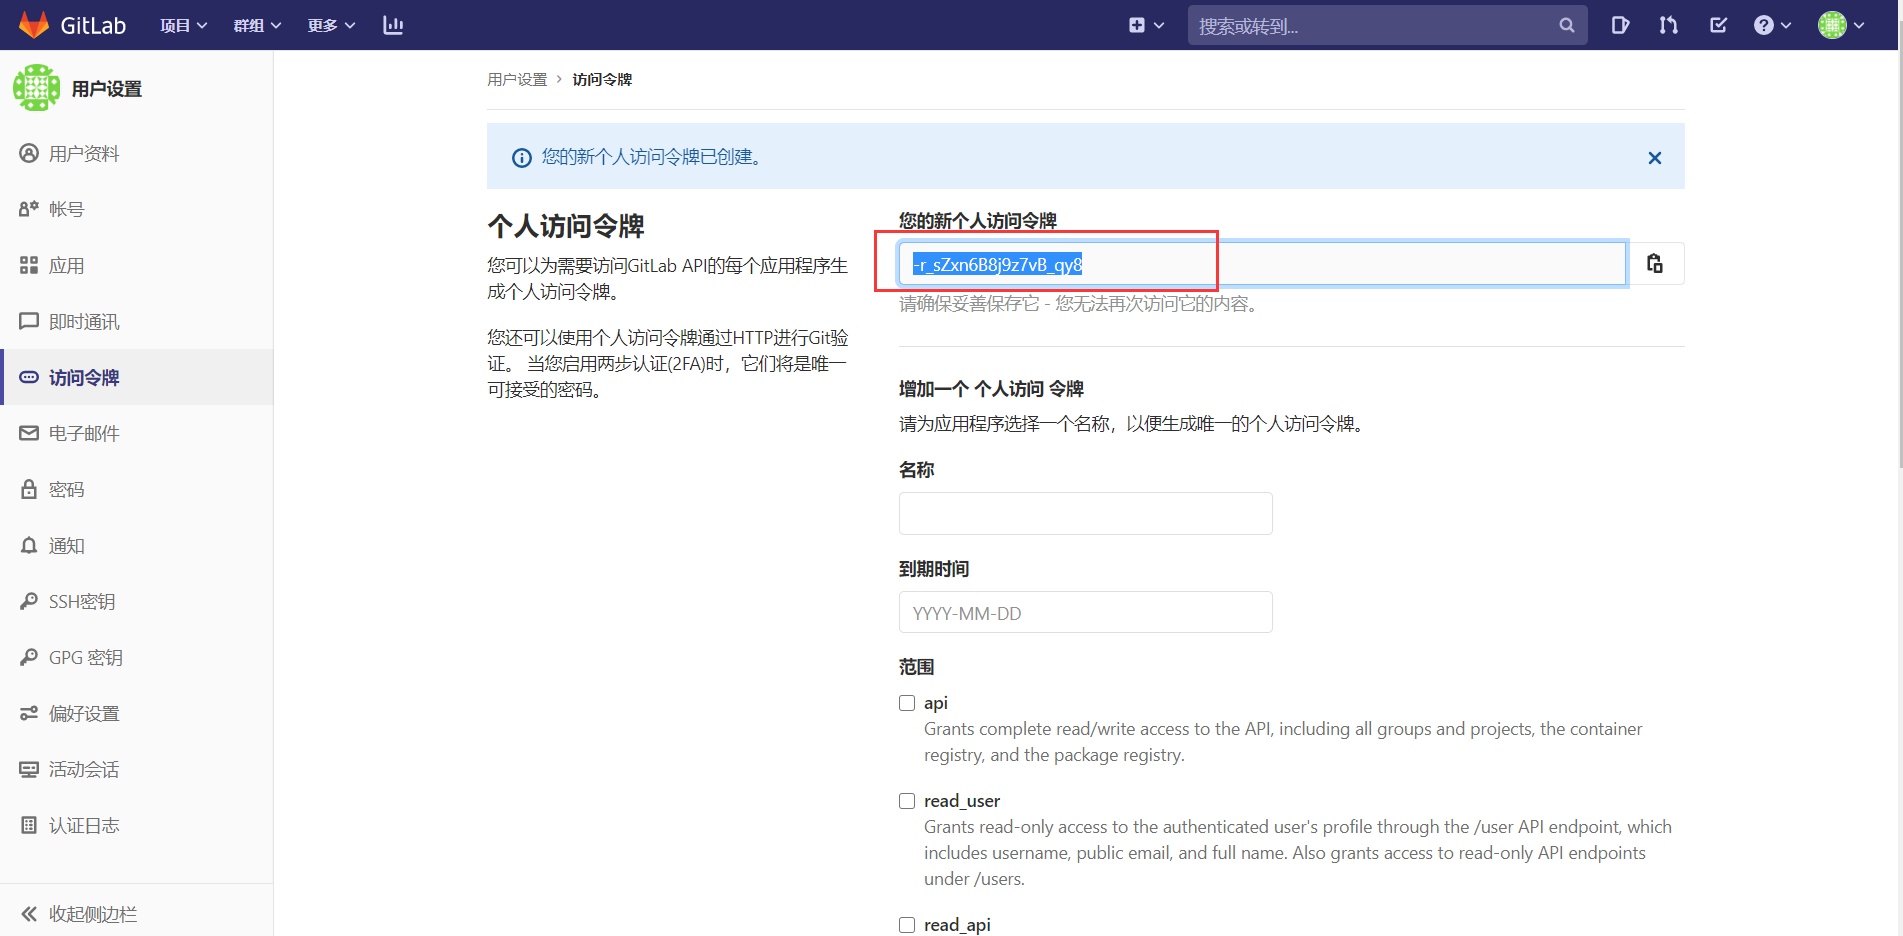 GitLab 项目 群组 更多 搜索或转到...
用户设置
用户资料
帐号
应用
即时通讯
访问令牌
电子邮件
密码
通知
SSH密钥
GPG 密钥
偏好设置
活动会话
认证日志
收起侧边栏
用户设置 › 访问令牌
您的新个人访问令牌已创建。
个人访问令牌
您可以为需要访问GitLab API的每个应用程序生
成个人访问令牌。
您还可以使用个人访问令牌通过HTTP进行Git验
证。 当您启用两步认证(2FA)时，它们将是唯一
可接受的密码。
您的新个人访问令牌
-r_sZxn6B8j9z7vB_qy8
请确保妥善保存它 - 您无法再次访问它的内容。
增加一个 个人访问 令牌
请为应用程序选择一个名称，以便生成唯一的个人访问令牌。
名称
到期时间
YYYY-MM-DD
范围
api
Grants complete read/write access to the API, including all groups and projects, the container
registry, and the package registry.
read_user
Grants read-only access to the authenticated user's profile through the /user API endpoint, which
includes username, public email, and full name. Also grants access to read-only API endpoints
under /users.
read_api